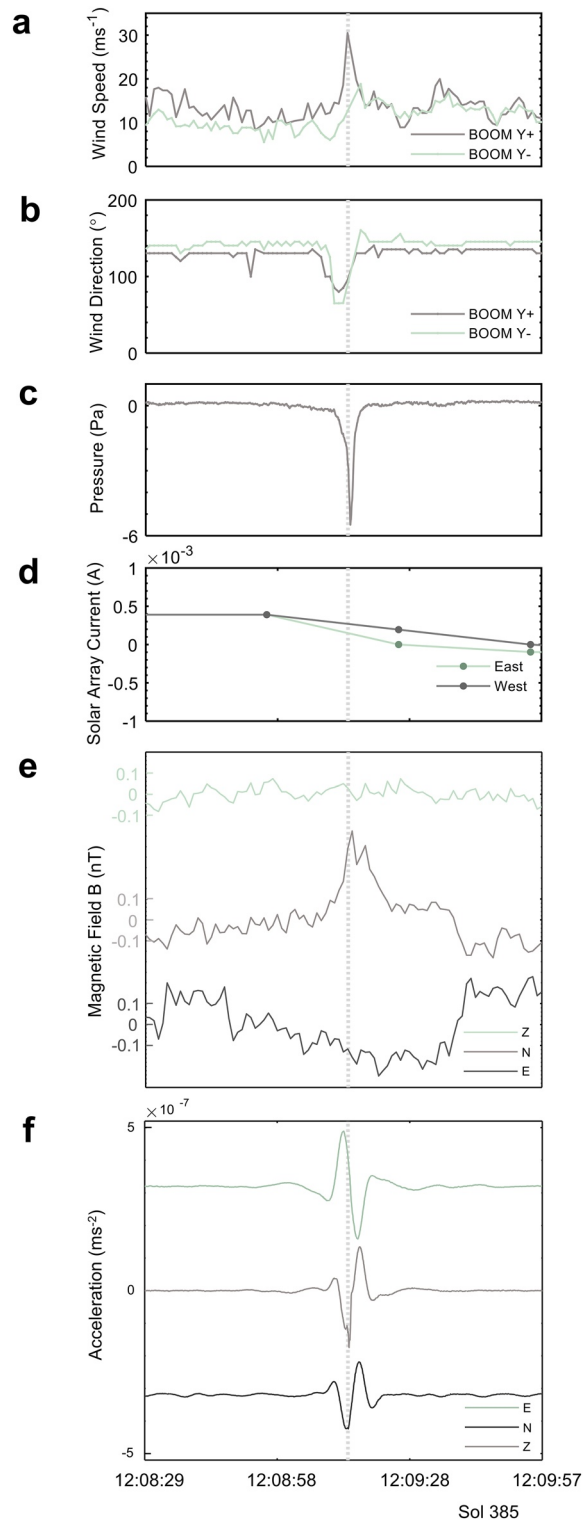 a
Wind Speed (ms-1)
30
20
10
0
BOOM Y+
BOOM Y-
b
Wind Direction (°)
200
100
0
BOOM Y+
BOOM Y-
c
Pressure (Pa)
0
-6
d
×10-3
Solar Array Current (A)
1
0.5
0
-0.5
-1
East
West
e
Magnetic Field B (nT)
0.1
0
-0.1
0.1
0
-0.1
0.1
0
-0.1
Z
N
E
f
× 10 -7
Acceleration (ms-2)
5
0
-5
E
N
Z
12:08:29 12:08:58 12:09:28 12:09:57
Sol 385